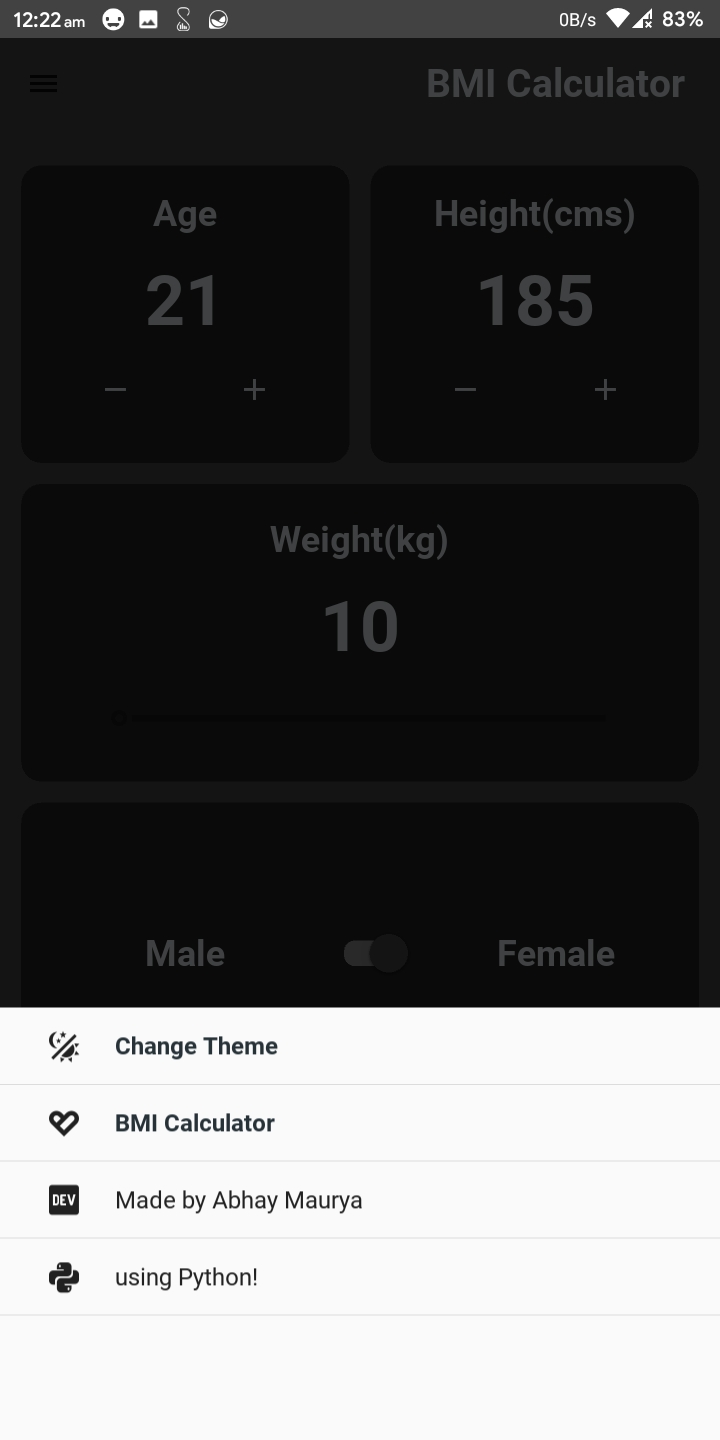 12:22 am 0B/s 83%
BMI Calculator
Age Height(cms)
21 185
− + − +
Weight(kg)
10
Male Female
Change Theme
BMI Calculator
DEV Made by Abhay Maurya
using Python!